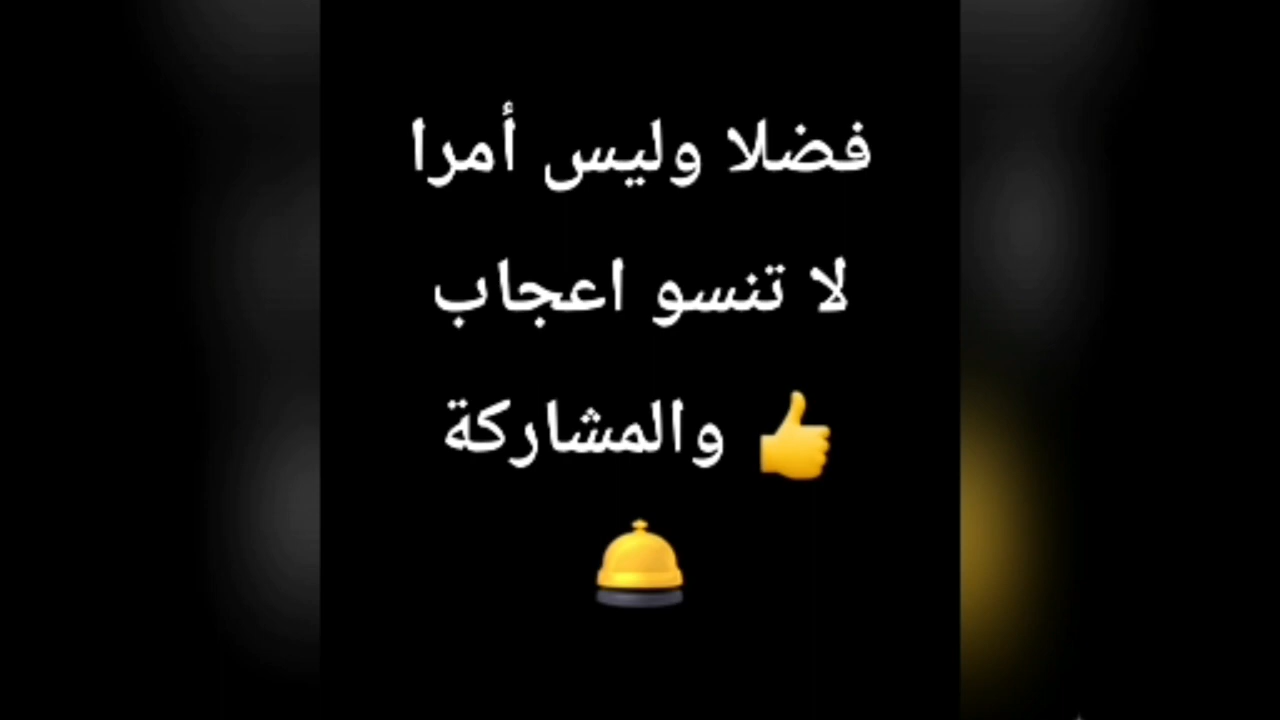 فضلا وليس أمرا
لا تنسو اعجاب
👍 والمشاركة
🛎